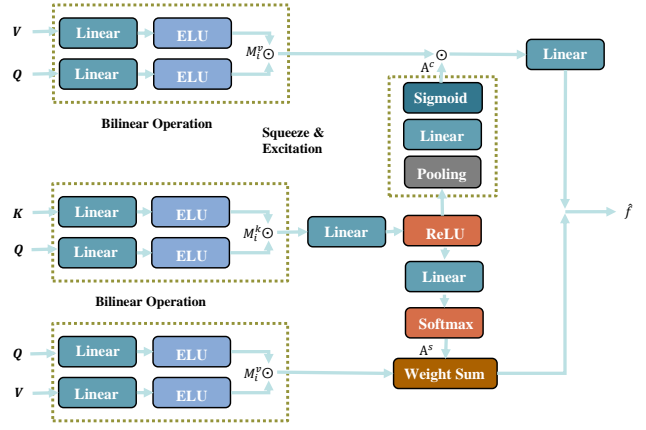 V Linear ELU
M_i^v ⊙ ⊙ Linear
Q Linear ELU
A^c
Sigmoid
Bilinear Operation
Squeeze &
Excitation
Linear
Pooling
K Linear ELU
M_i^k ⊙ Linear ReLU
f̂
Q Linear ELU
Linear
Bilinear Operation
Softmax
Q Linear ELU
A^s
M_i^v ⊙ Weight Sum
V Linear ELU